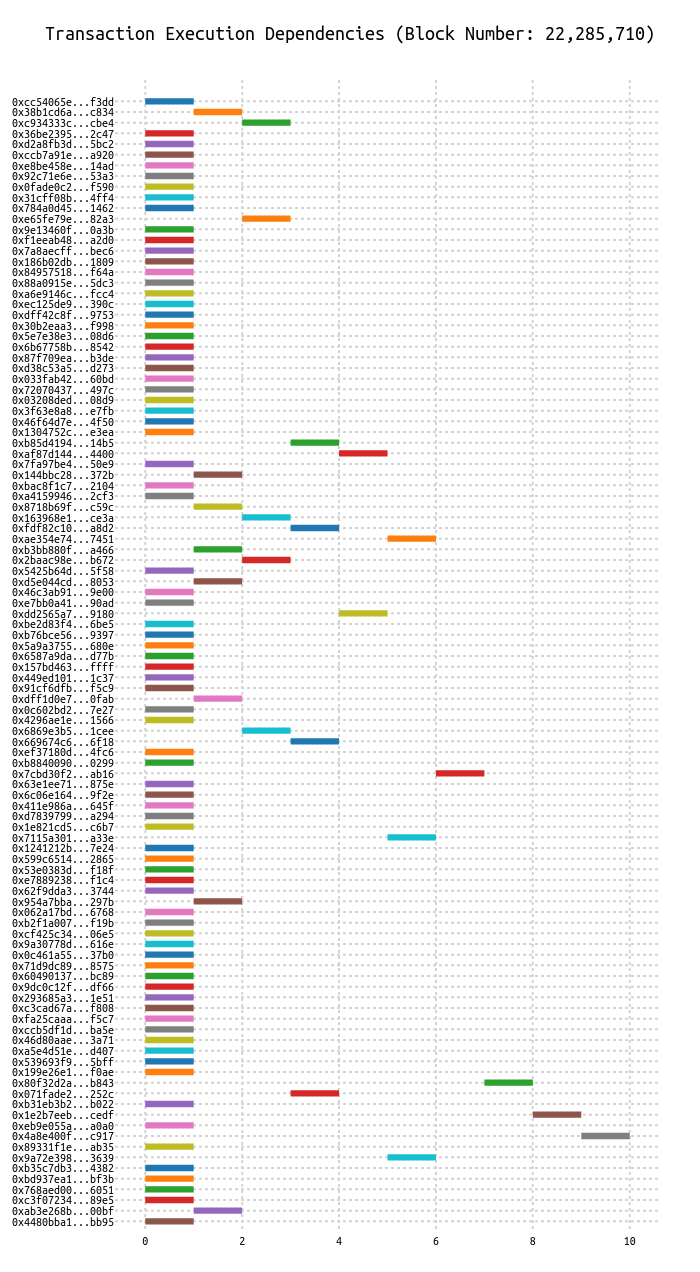 Transaction Execution Dependencies (Block Number: 22,285,710)
0xcc54065e...f3dd
0x38b1cd6a...c834
0xc934333c...cbe4
0x36be2395...2c47
0xd2a8fb3d...5bc2
0xccb7a91e...a920
0xe8be458e...14ad
0x92c71e6e...53a3
0x0fade0c2...f590
0x31cff08b...4ff4
0x784a0d45...1462
0xe65fe79e...82a3
0x9e13460f...0a3b
0xf1eeab48...a2d0
0x7a8aecff...bec6
0x186b02db...1809
0x84957518...f64a
0x88a0915e...5dc3
0xa6e9146c...fcc4
0xec125de9...390c
0xdff42c8f...9753
0x30b2eaa3...f998
0x5e7e38e3...08d6
0x6b67758b...8542
0x87f709ea...b3de
0xd38c53a5...d273
0x033fab42...60bd
0x72070437...497c
0x03208ded...08d9
0x3f63e8a8...e7fb
0x46f64d7e...4f50
0x1304752c...e3ea
0xb85d4194...14b5
0xaf87d144...4400
0x7fa97be4...50e9
0x144bbc28...372b
0xbac8f1c7...2104
0xa4159946...2cf3
0x8718b69f...c59c
0x163968e1...ce3a
0xfdf82c10...a8d2
0xae354e74...7451
0xb3bb880f...a466
0x2baac98e...b672
0x5425b64d...5f58
0xd5e044cd...8053
0x46c3ab91...9e00
0xe7bb0a41...90ad
0xdd2565a7...9180
0xbe2d83f4...6be5
0xb76bce56...9397
0x5a9a3755...680e
0x6587a9da...d77b
0x157bd463...ffff
0x449ed101...1c37
0x91cf6dfb...f5c9
0xdff1d0e7...0fab
0x0c602bd2...7e27
0x4296ae1e...1566
0x6869e3b5...1cee
0x669674c6...6f18
0xef37180d...4fc6
0xb8840090...0299
0x7cbd30f2...ab16
0x63e1ee71...875e
0x6c06e164...9f2e
0x411e986a...645f
0xd7839799...a294
0x1e821cd5...c6b7
0x7115a301...a33e
0x1241212b...7e24
0x599c6514...2865
0x53e0383d...f18f
0xe7889238...f1c4
0x62f9dda3...3744
0x954a7bba...297b
0x062a17bd...6768
0xb2f1a007...f19b
0xcf425c34...06e5
0x9a30778d...616e
0x0c461a55...37b0
0x71d9dc89...8575
0x60490137...bc89
0x9dc0c12f...df66
0x293685a3...1e51
0xc3cad67a...f808
0xfa25caaa...f5c7
0xccb5df1d...ba5e
0x46d80aae...3a71
0xa5e4d51e...d407
0x539693f9...5bff
0x199e26e1...f0ae
0x80f32d2a...b843
0x071fade2...252c
0xb31eb3b2...b022
0x1e2b7eeb...cedf
0xeb9e055a...a0a0
0x4a8e400f...c917
0x89331f1e...ab35
0x9a72e398...3639
0xb35c7db3...4382
0xbd937ea1...bf3b
0x768aed00...6051
0xc3f07234...89e5
0xab3e268b...00bf
0x4480bba1...bb95
0 2 4 6 8 10